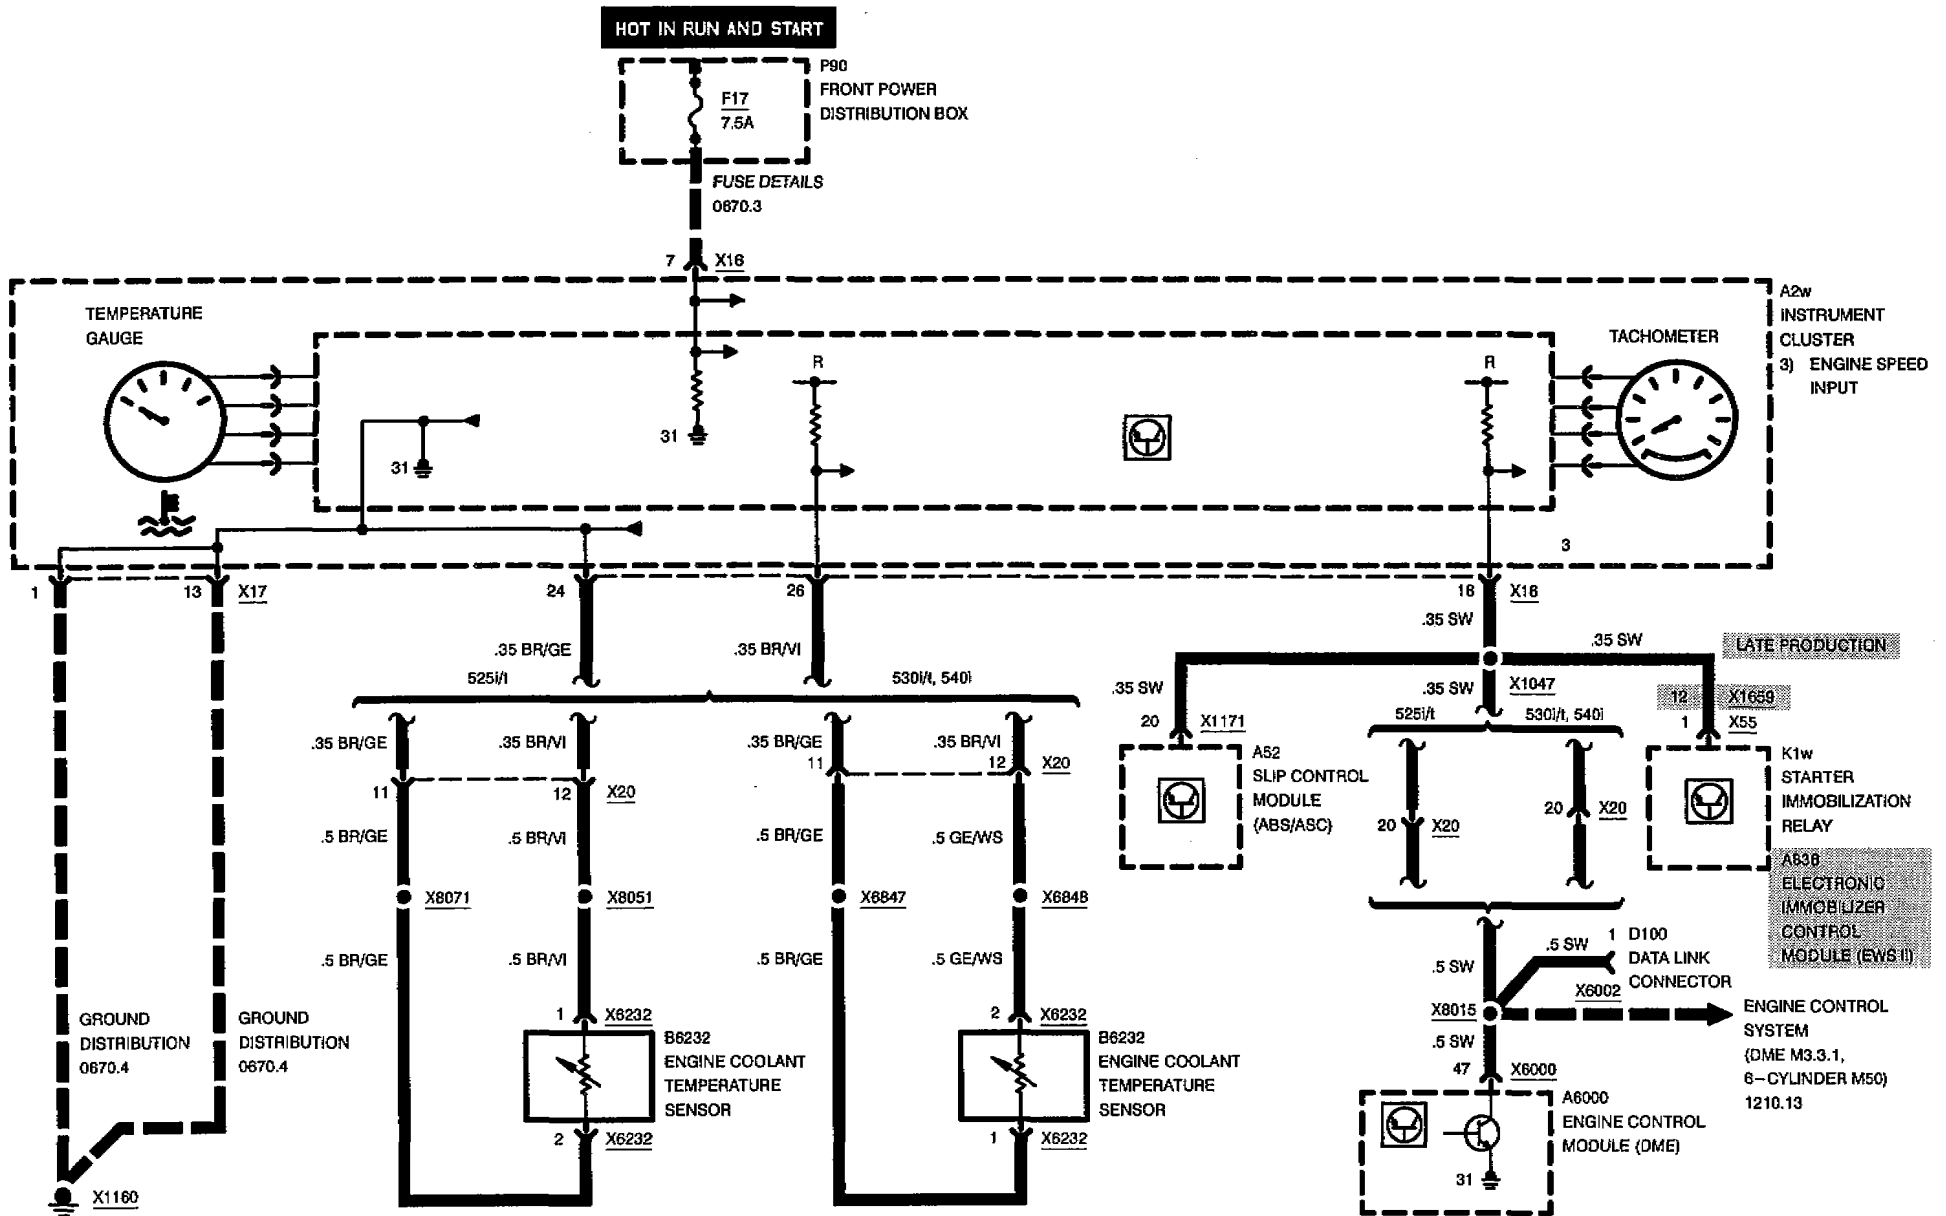 HOT IN RUN AND START
P90
FRONT POWER
DISTRIBUTION BOX
F17
7.5A
FUSE DETAILS
0670.3
7 X16
TEMPERATURE
GAUGE
A2w
INSTRUMENT
CLUSTER
3) ENGINE SPEED
INPUT
TACHOMETER
R
R
31
31
3
1
13 X17
24
26
18 X16
.35 SW
.35 BR/GE
.35 BR/VI
.35 SW
LATE PRODUCTION
525i/t
530i/t, 540i
.35 SW
.35 SW
X1047
12 X1659
20 X1171
525i/t
530i/t, 540i
1 X55
.35 BR/GE
.35 BR/VI
.35 BR/GE
.35 BR/VI
11
12 X20
11
12 X20
A52
SLIP CONTROL
MODULE
(ABS/ASC)
K1w
STARTER
IMMOBILIZATION
RELAY
20 X20
20 X20
.5 BR/GE
.5 BR/VI
.5 BR/GE
.5 GE/WS
A836
ELECTRONIC
IMMOBILIZER
CONTROL
MODULE (EWS II)
X8071
X8051
X6847
X6848
.5 BR/GE
.5 BR/VI
.5 BR/GE
.5 GE/WS
.5 SW
.5 SW
1 D100
DATA LINK
CONNECTOR
X6002
X8015
ENGINE CONTROL
SYSTEM
(DME M3.3.1,
6-CYLINDER M50)
1210.13
.5 SW
47 X6000
GROUND
DISTRIBUTION
0670.4
GROUND
DISTRIBUTION
0670.4
1 X6232
B6232
ENGINE COOLANT
TEMPERATURE
SENSOR
2 X6232
2 X6232
B6232
ENGINE COOLANT
TEMPERATURE
SENSOR
1 X6232
A6000
ENGINE CONTROL
MODULE (DME)
31
X1160